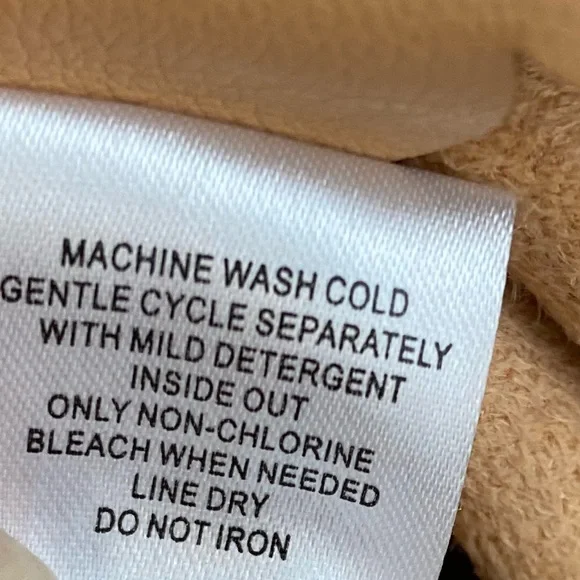 MACHINE WASH COLD
GENTLE CYCLE SEPARATELY
WITH MILD DETERGENT
INSIDE OUT
ONLY NON-CHLORINE
BLEACH WHEN NEEDED
LINE DRY
DO NOT IRON